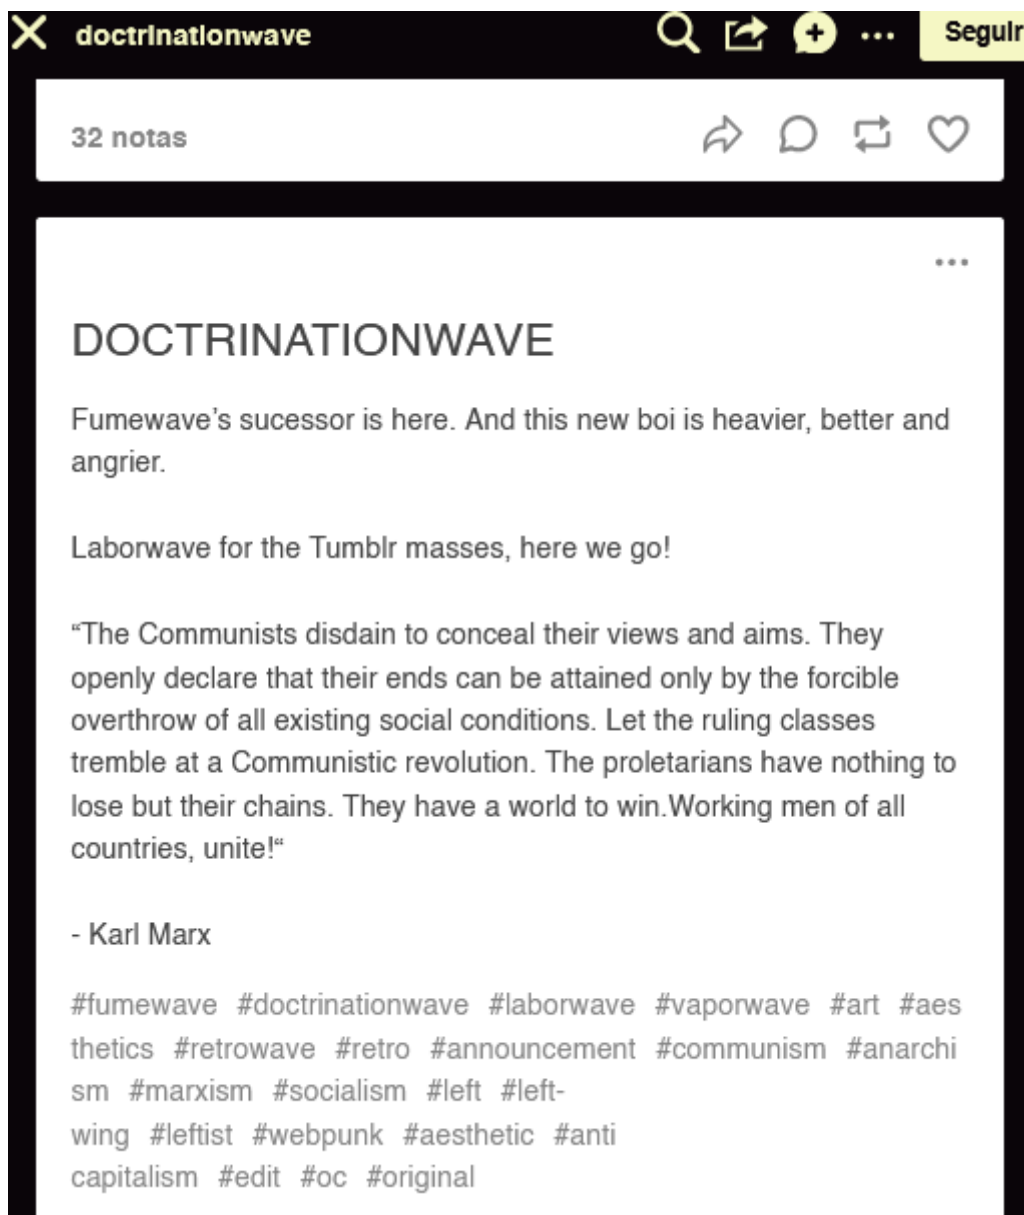 doctrinationwave
Seguir
32 notas
DOCTRINATIONWAVE
Fumewave’s sucessor is here. And this new boi is heavier, better and
angrier.
Laborwave for the Tumblr masses, here we go!
“The Communists disdain to conceal their views and aims. They
openly declare that their ends can be attained only by the forcible
overthrow of all existing social conditions. Let the ruling classes
tremble at a Communistic revolution. The proletarians have nothing to
lose but their chains. They have a world to win.Working men of all
countries, unite!“
- Karl Marx
#fumewave #doctrinationwave #laborwave #vaporwave #art #aes
thetics #retrowave #retro #announcement #communism #anarchi
sm #marxism #socialism #left #left-
wing #leftist #webpunk #aesthetic #anti
capitalism #edit #oc #original